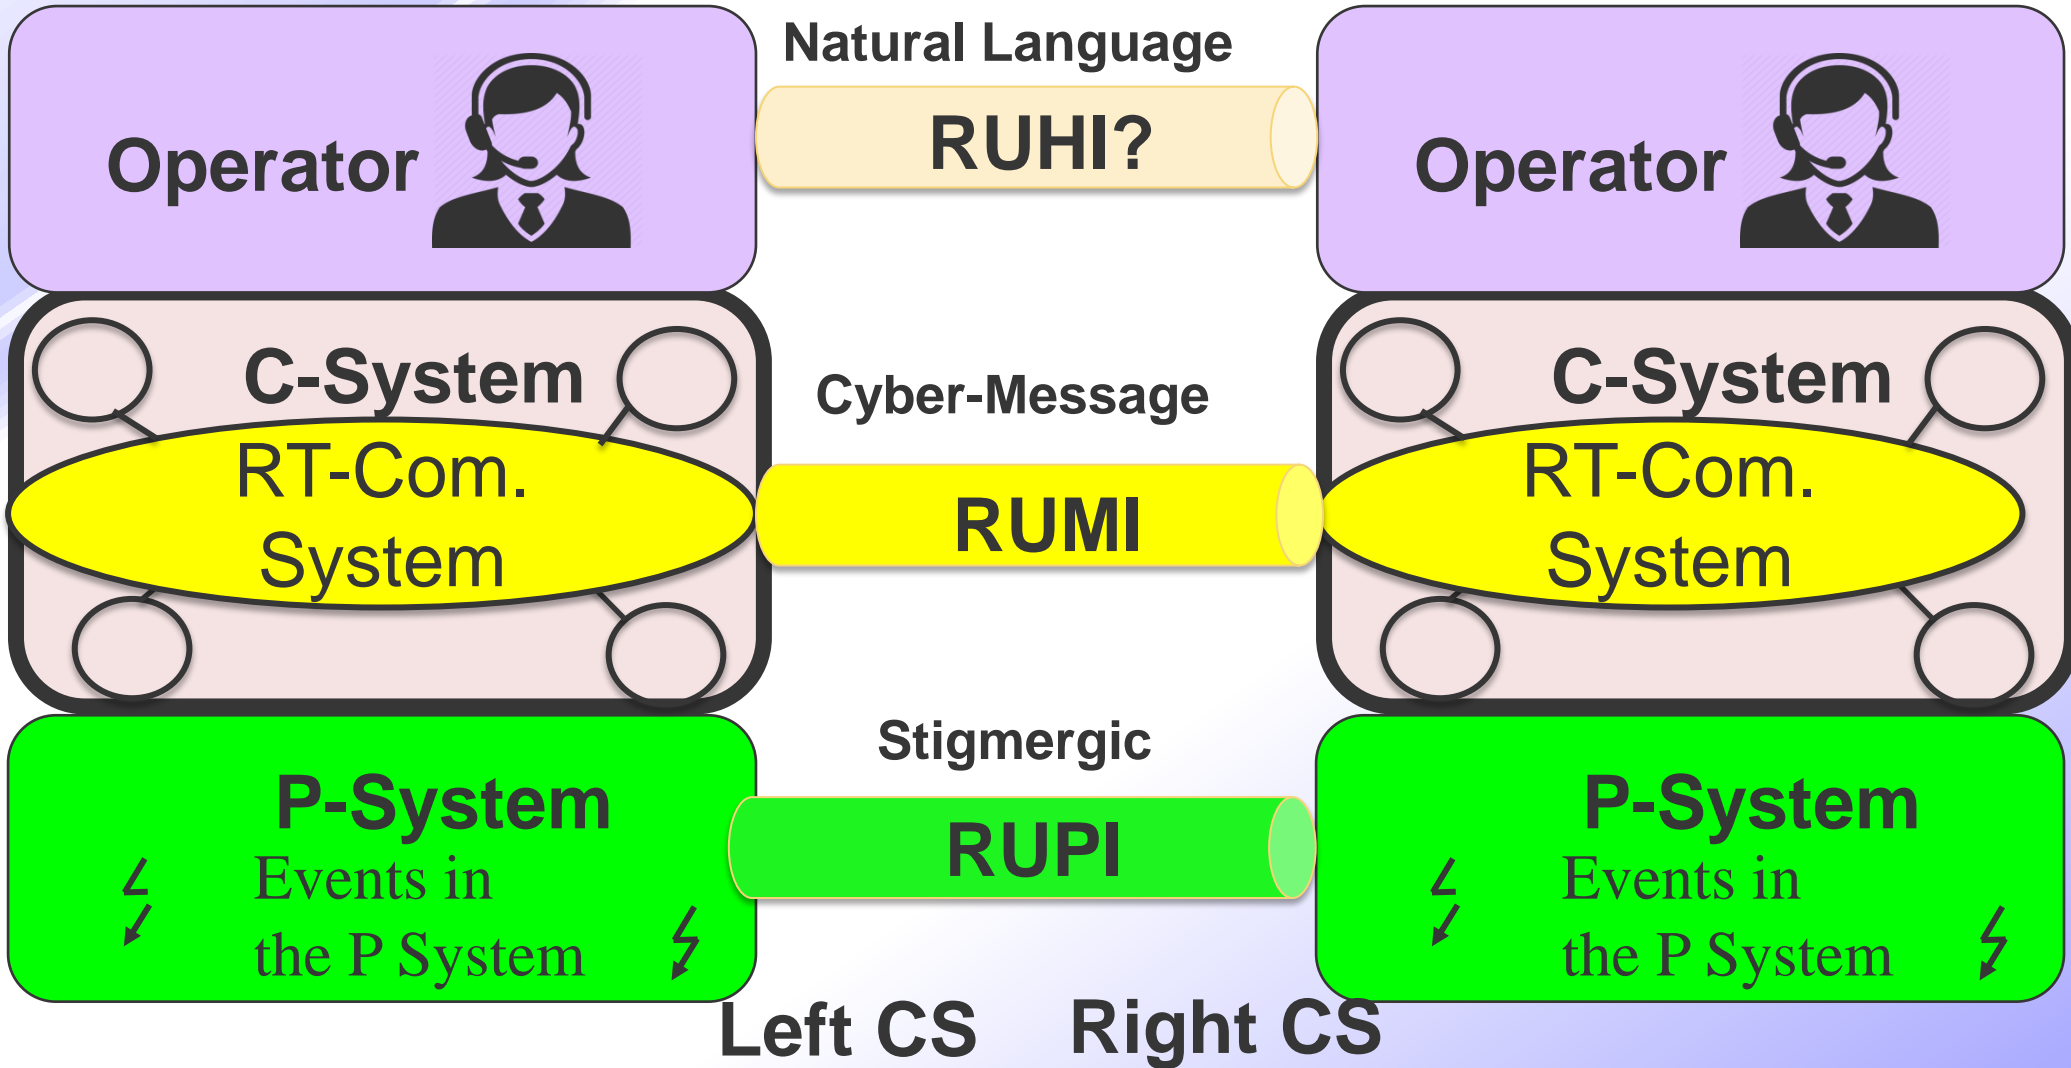 Natural Language
Operator
RUHI?
Operator
C-System
RT-Com.
System
Cyber-Message
RUMI
C-System
RT-Com.
System
P-System
Events in
the P System
Stigmergic
RUPI
P-System
Events in
the P System
Left CS
Right CS